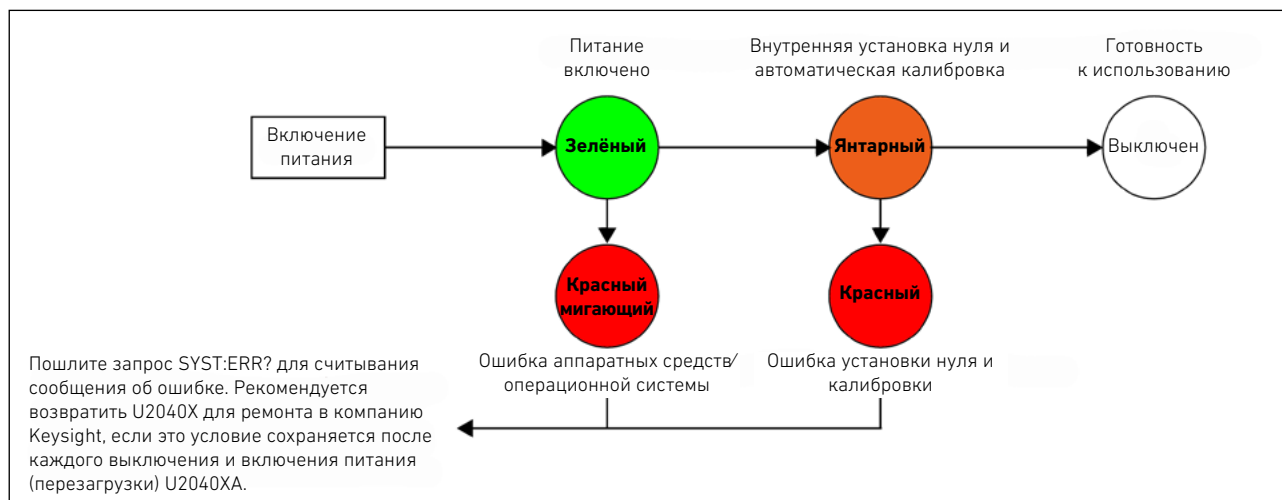 Питание
включено
Внутренняя установка нуля и
автоматическая калибровка
Готовность
к использованию
Включение
питания
Зелёный
Янтарный
Выключен
Красный
мигающий
Красный
Ошибка аппаратных средств/
операционной системы
Ошибка установки нуля и
калибровки
Пошлите запрос SYST:ERR? для считывания
сообщения об ошибке. Рекомендуется
возвратить U2040X для ремонта в компанию
Keysight, если это условие сохраняется после
каждого выключения и включения питания
(перезагрузки) U2040XA.